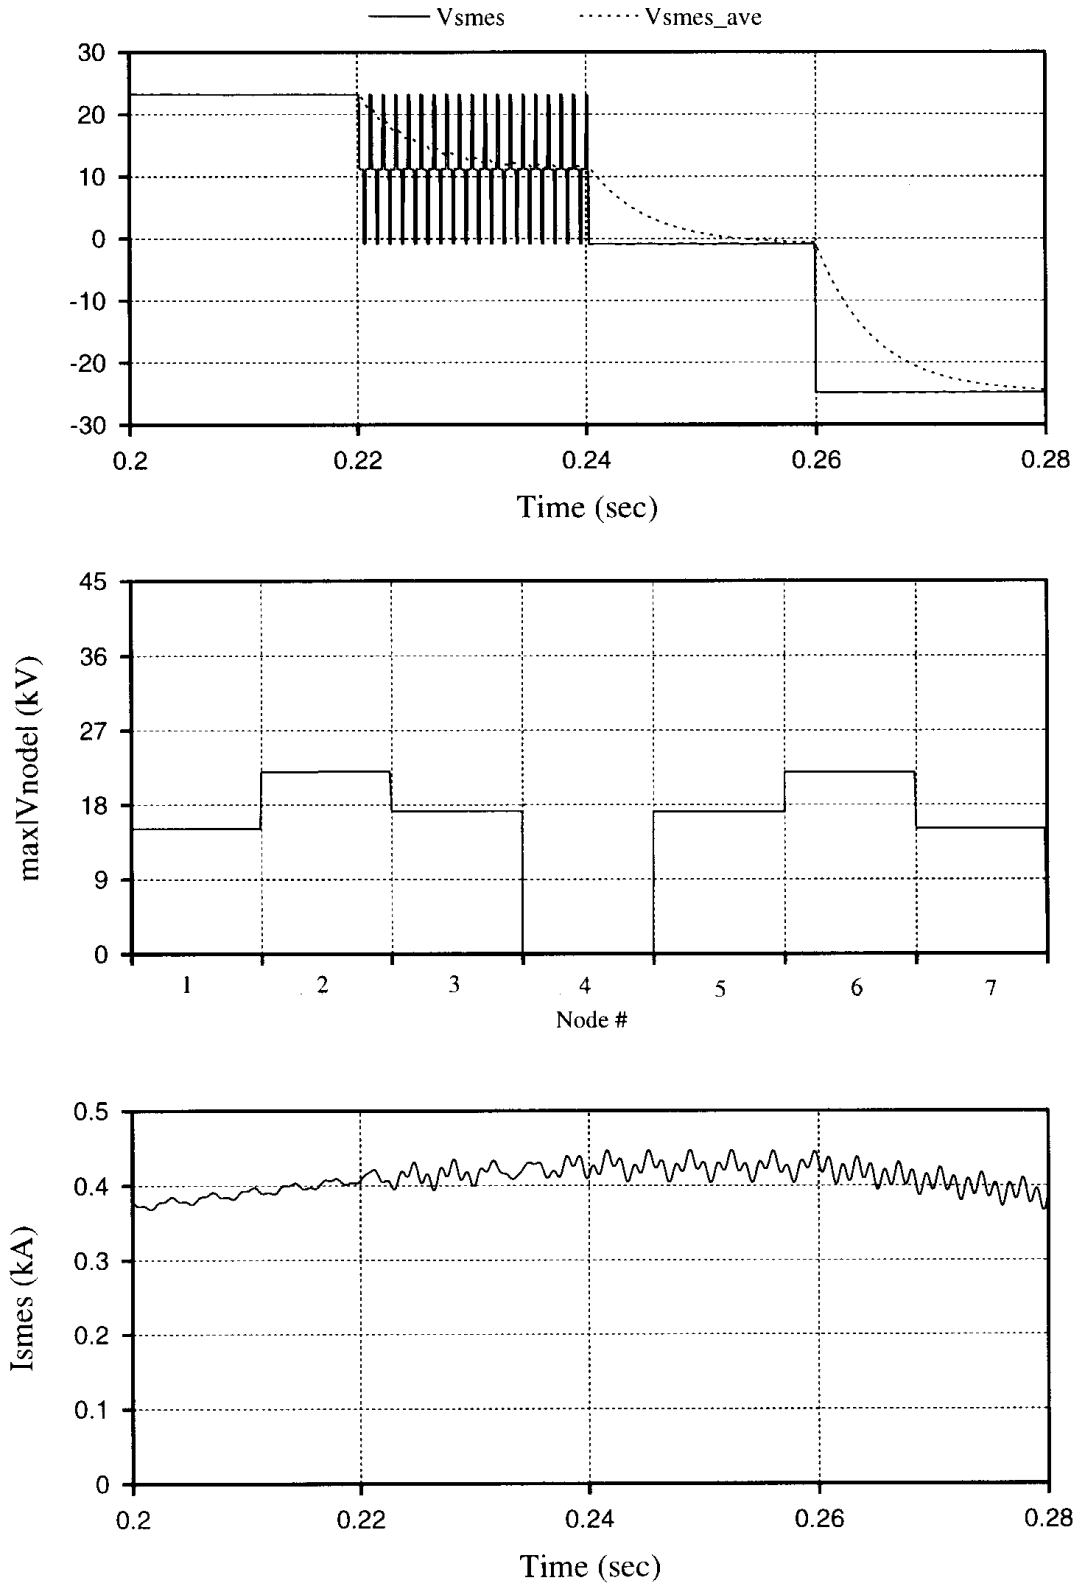 Vsmes Vsmes_ave
30
20
10
0
-10
-20
-30
0.2 0.22 0.24 0.26 0.28
Time (sec)
max|Vnode| (kV)
45
36
27
18
9
0
1 2 3 4 5 6 7
Node #
Ismes (kA)
0.5
0.4
0.3
0.2
0.1
0
0.2 0.22 0.24 0.26 0.28
Time (sec)